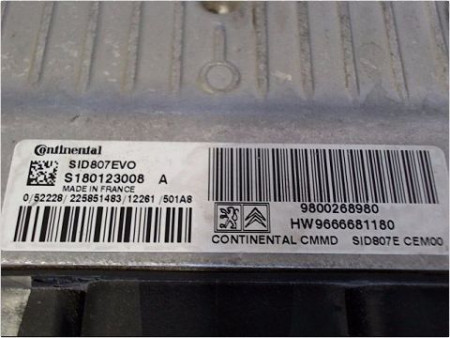 Continental
SID807EVO
S180123008 A
MADE IN FRANCE
0/52228/225851483/12261/501A8
9800268980
HW9666681180
CONTINENTAL CMMD SID807E CEM00